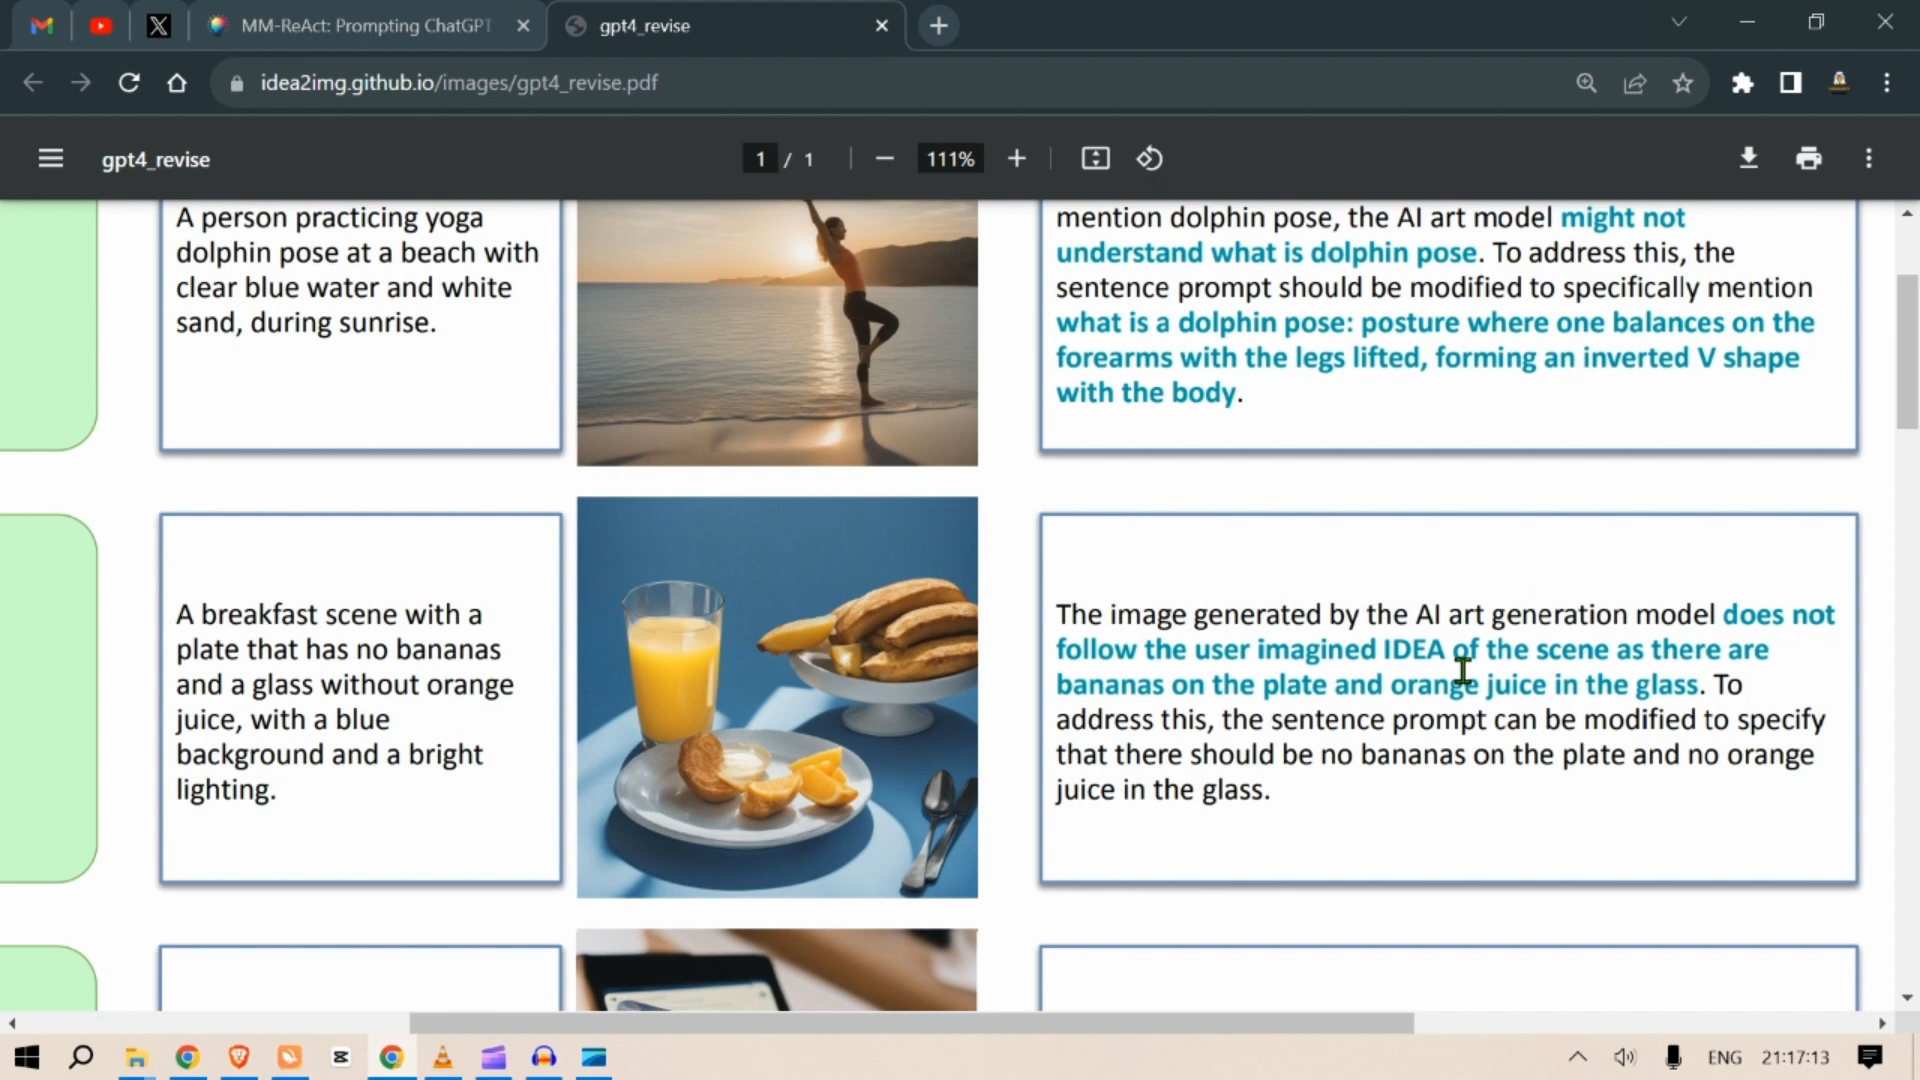 MM-ReAct: Prompting ChatGPT
gpt4_revise
idea2img.github.io/images/gpt4_revise.pdf
gpt4_revise
1 / 1
111%
A person practicing yoga
dolphin pose at a beach with
clear blue water and white
sand, during sunrise.
mention dolphin pose, the AI art model might not
understand what is dolphin pose. To address this, the
sentence prompt should be modified to specifically mention
what is a dolphin pose: posture where one balances on the
forearms with the legs lifted, forming an inverted V shape
with the body.
A breakfast scene with a
plate that has no bananas
and a glass without orange
juice, with a blue
background and a bright
lighting.
The image generated by the AI art generation model does not
follow the user imagined IDEA of the scene as there are
bananas on the plate and orange juice in the glass. To
address this, the sentence prompt can be modified to specify
that there should be no bananas on the plate and no orange
juice in the glass.
ENG 21:17:13